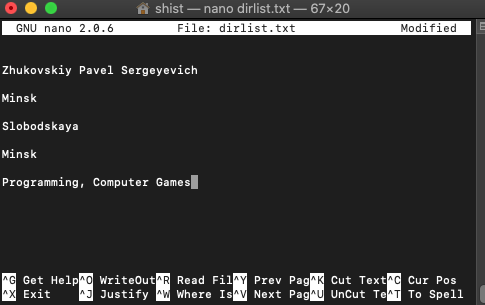 shist — nano dirlist.txt — 67×20
GNU nano 2.0.6 File: dirlist.txt Modified
Zhukovskiy Pavel Sergeyevich
Minsk
Slobodskaya
Minsk
Programming, Computer Games
^G Get Help^O WriteOut^R Read Fil^Y Prev Pag^K Cut Text^C Cur Pos
^X Exit ^J Justify ^W Where Is^V Next Pag^U UnCut Te^T To Spell